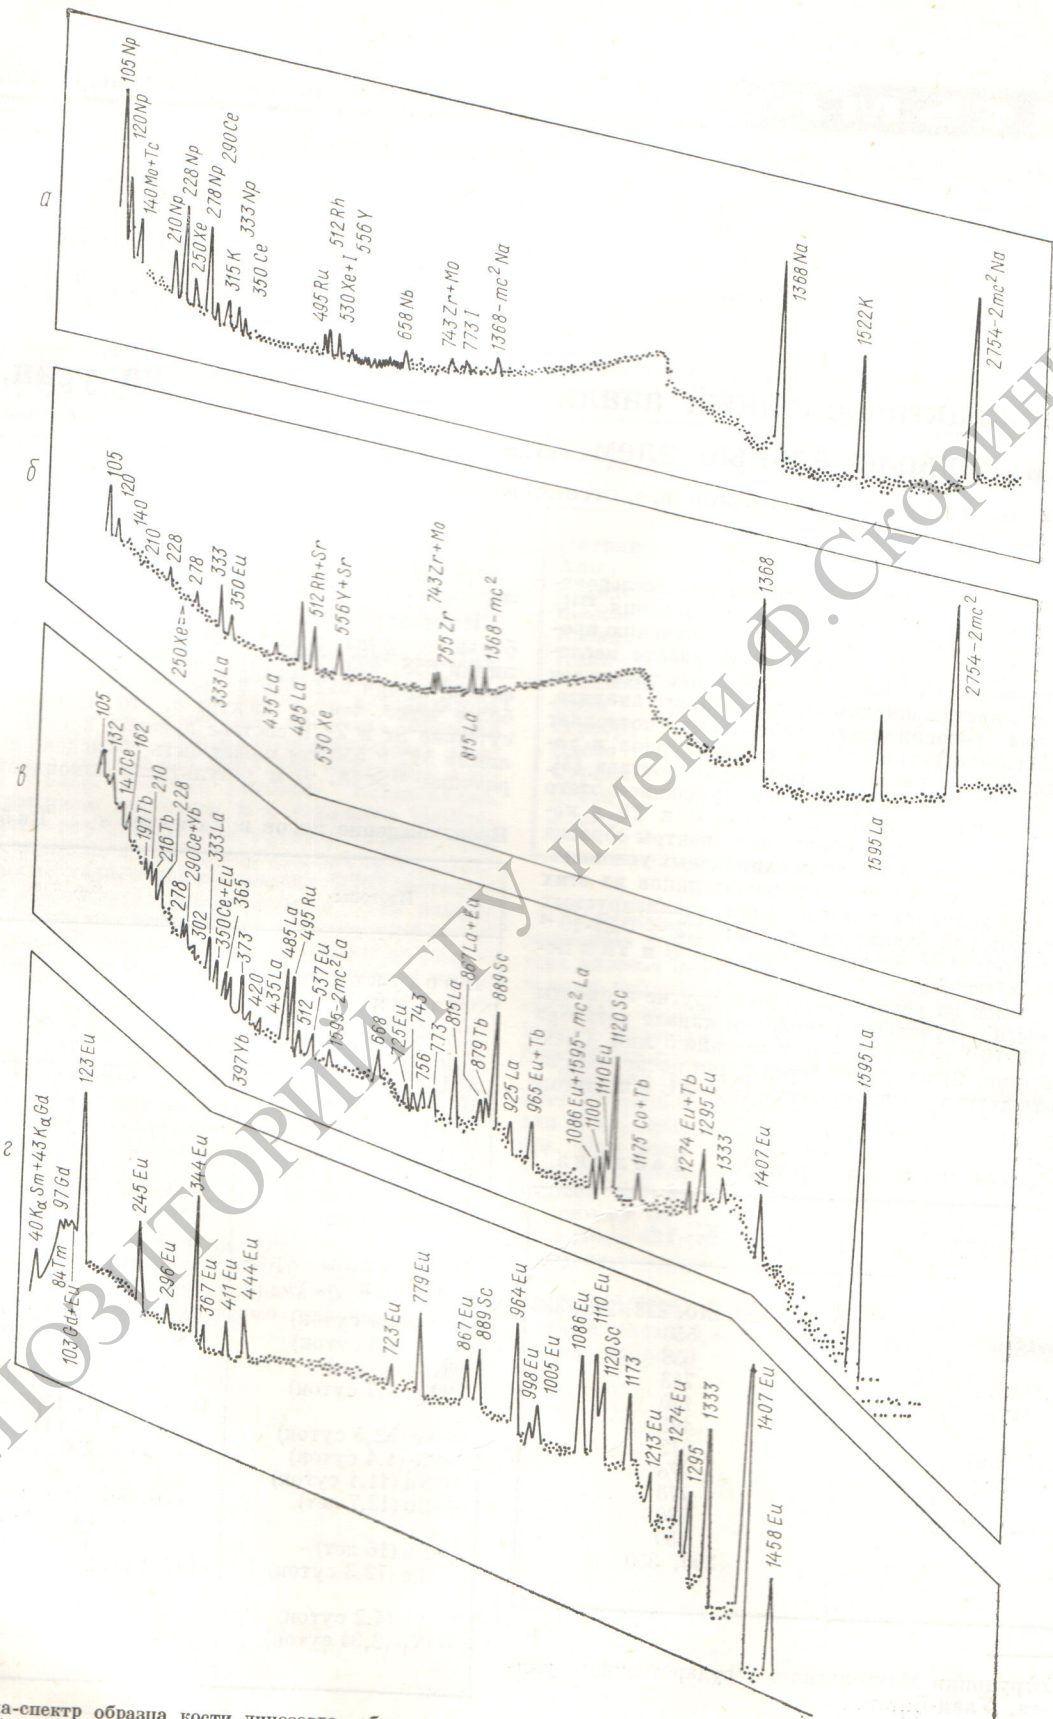 а
105 Np
120 Np
140 Mo+Tc
210 Np
228 Np
250 Xe
278 Np
290 Ce
315 K
333 Np
350 Ce
495 Ru
512 Rh
530 Xe+I
556 Y
658 Nb
743 Zr+Mo
773 I
1368-mc² Na
1368 Na
1522 K
2754-2mc² Na
б
105
120
140
210
228
250 Xe
278
333
350 Eu
333 La
435 La
485 La
512 Rh+Sr
530 Xe
556 Y+Sr
743 Zr+Mo
755 Zr
815 La
1368-mc²
1368
1595 La
2754-2mc²
в
105
132
147 Ce
162
197 Tb
210
216 Tb
228
278
290 Ce+Yb
302
333 La
350 Ce+Eu
365
373
397 Yb
420
435 La
485 La
495 Ru
512
537 Eu
1595-2mc² La
668
725 Eu
743
756
773
815 La
867 La+Eu
879 Tb
889 Sc
925 La
965 Eu+Tb
1086 Eu+1595-mc² La
1100
1110 Eu
1120 Sc
1175 Co+Tb
1274 Eu+Tb
1295 Eu
1333
1407 Eu
1595 La
г
40 Kα Sm+43 Kα Gd
84 Tm
97 Gd
103 Gd+Eu
123 Eu
245 Eu
296 Eu
344 Eu
367 Eu
411 Eu
444 Eu
723 Eu
779 Eu
867 Eu
889 Sc
964 Eu
998 Eu
1005 Eu
1086 Eu
1110 Eu
1120 Sc
1173
1213 Eu
1274 Eu
1295
1333
1407 Eu
1458 Eu
ПОЗИТОРИЙ ГГУ имени Ф.Скорин
а-спектр образца кости